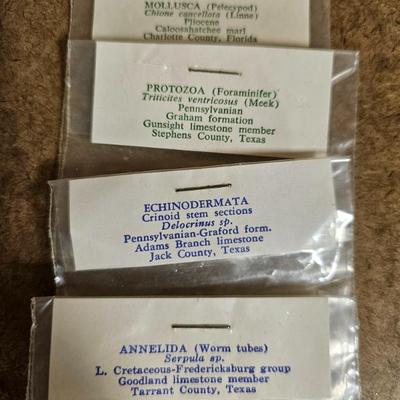 MOLLUSCA (Pelecypod)
Chione cancellata (Linne)
Pliocene
Caloosahatchee marl
Charlotte County, Florida
PROTOZOA (Foraminifer)
Triticites ventricosus (Meek)
Pennsylvanian
Graham formation
Gunsight limestone member
Stephens County, Texas
ECHINODERMATA
Crinoid stem sections
Delocrinus sp.
Pennsylvanian-Graford form.
Adams Branch limestone
Jack County, Texas
ANNELIDA (Worm tubes)
Serpula sp.
L. Cretaceous-Fredericksburg group
Goodland limestone member
Tarrant County, Texas